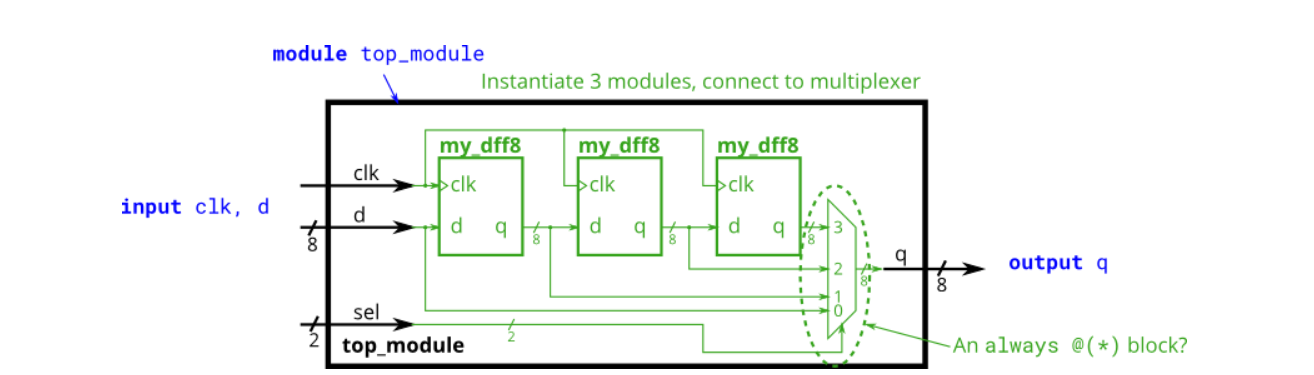 module top_module
Instantiate 3 modules, connect to multiplexer
my_dff8 my_dff8 my_dff8
clk clk clk clk
input clk, d
d d q d q d q 3
8 8 8 8
2 q output q
8 8
1
sel 0
2 2
top_module An always @(*) block?